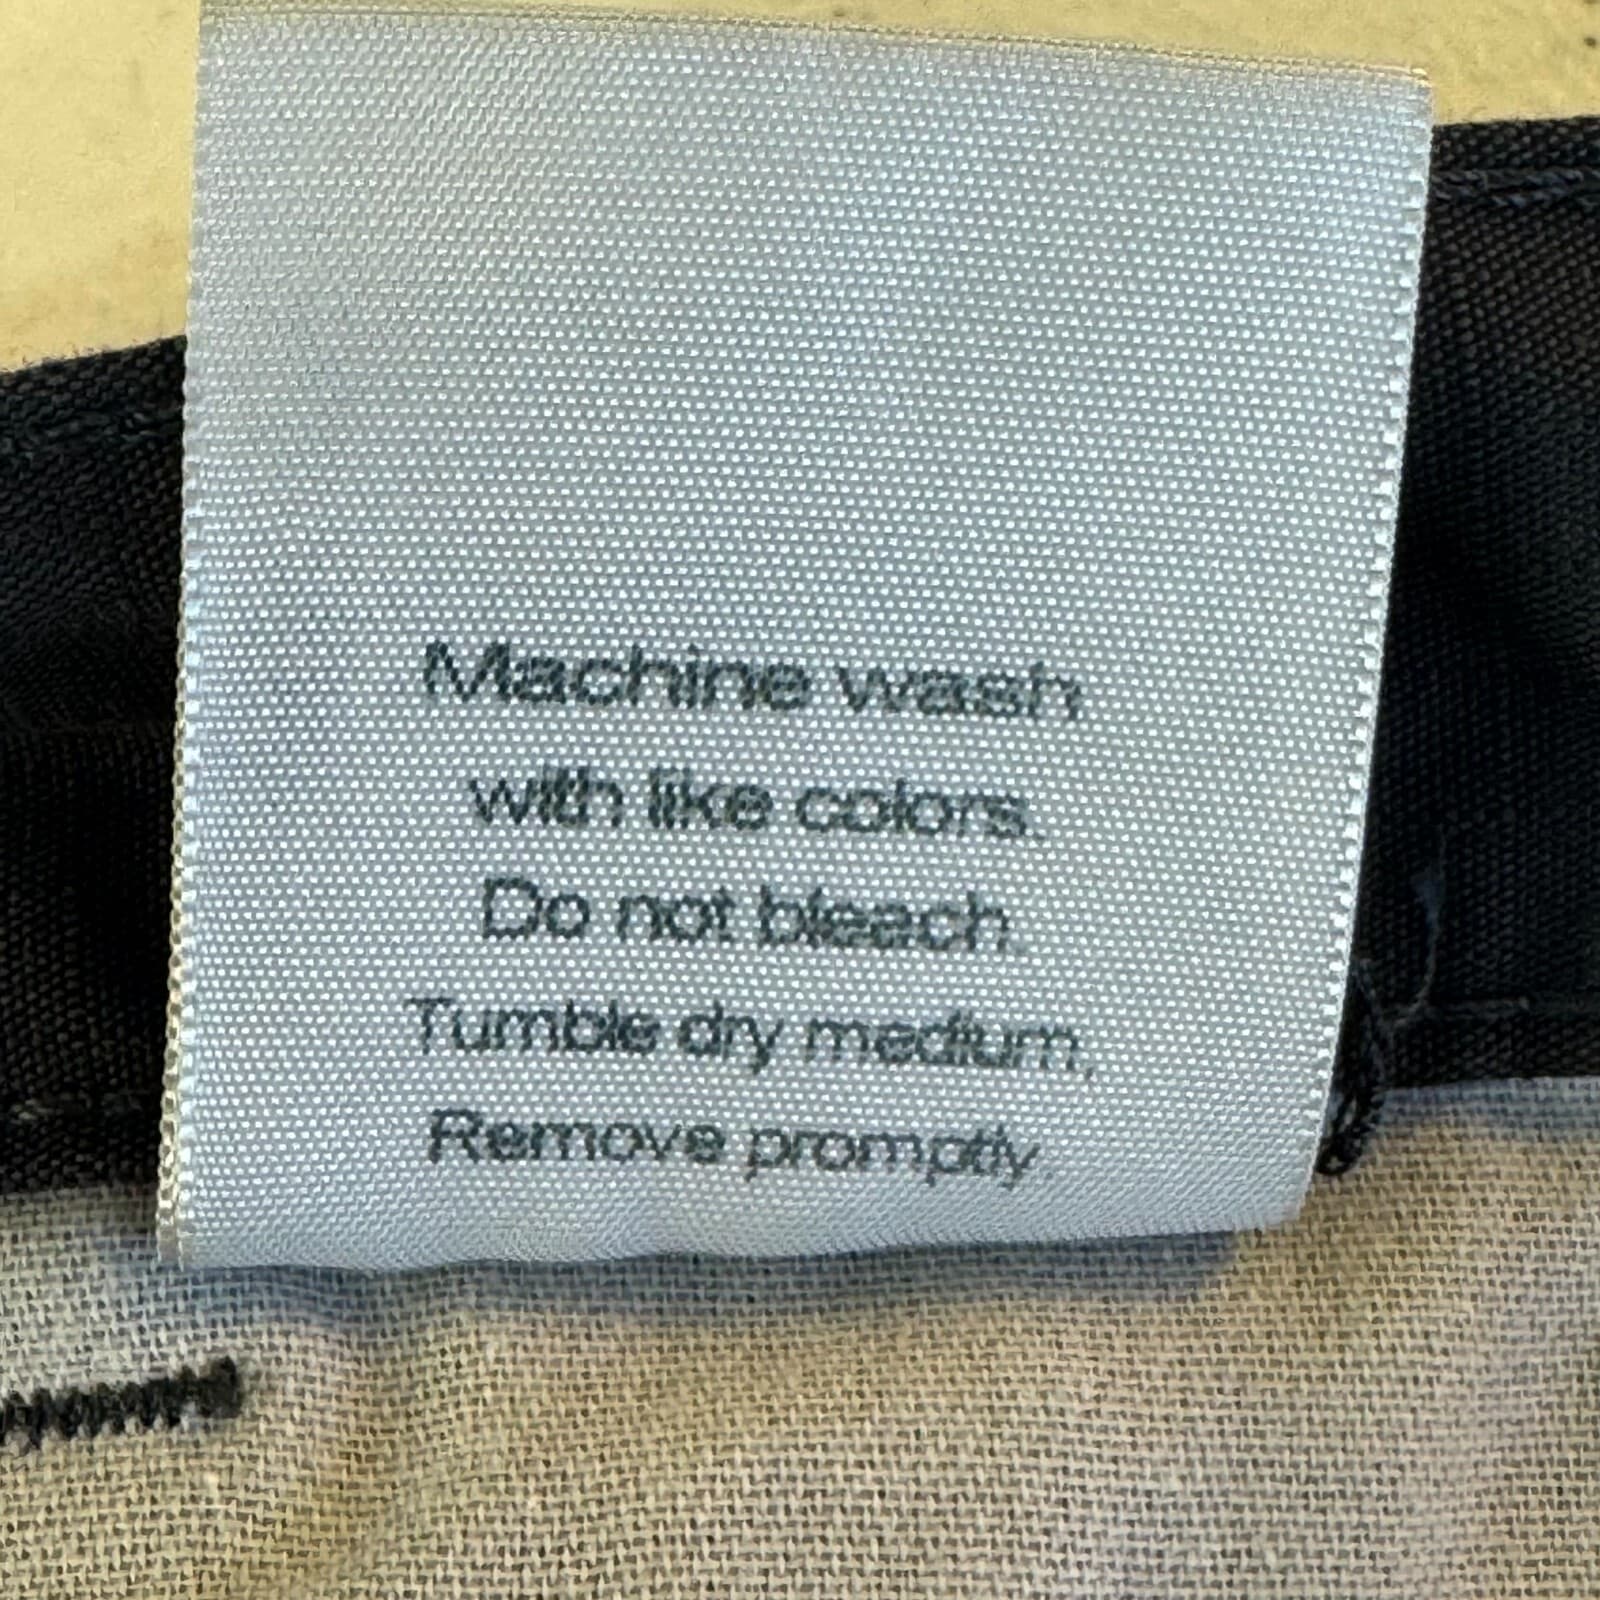 Machine wash
with like colors.
Do not bleach.
Tumble dry medium.
Remove promptly.